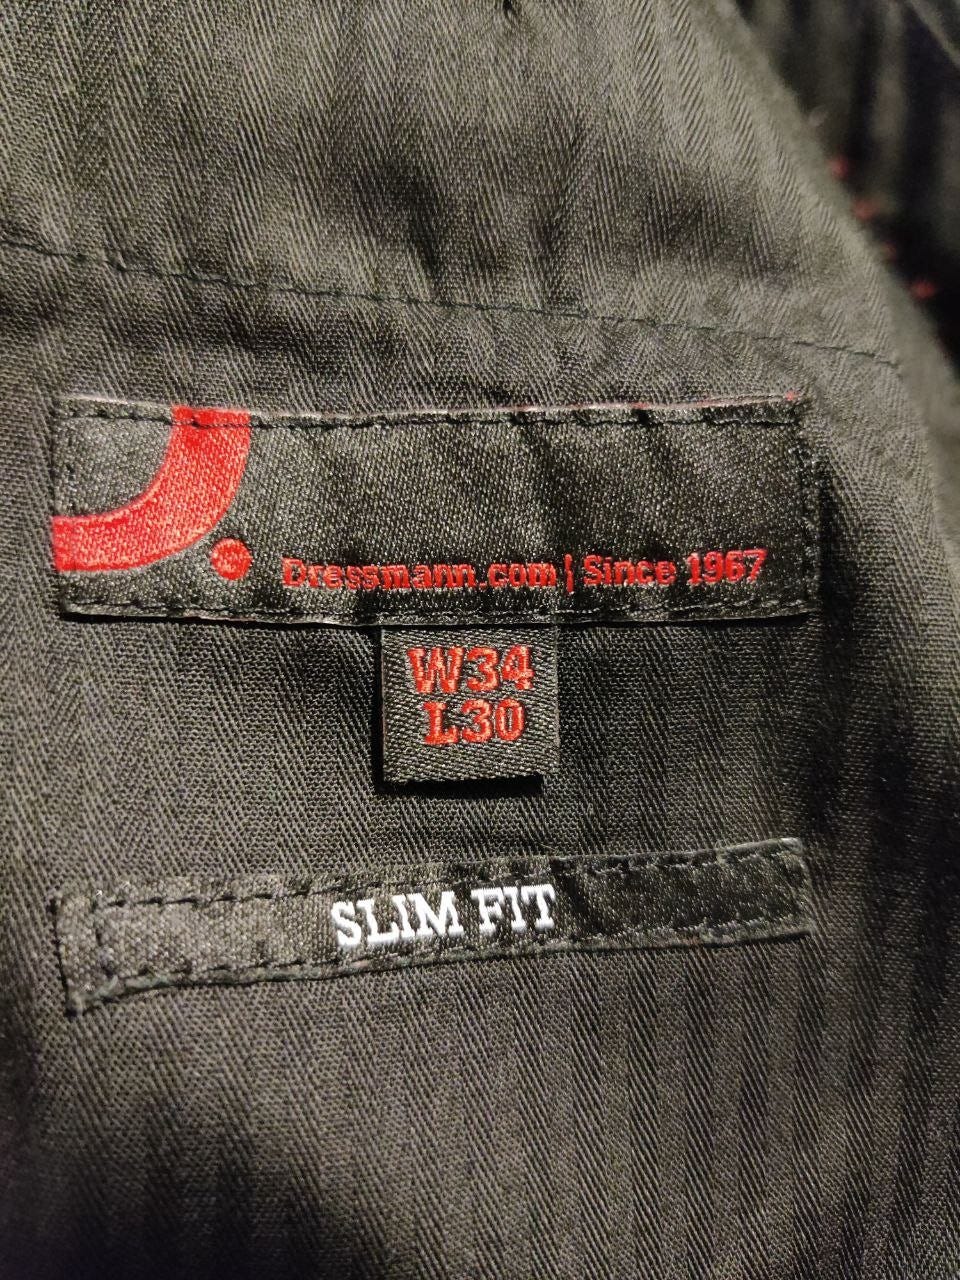 Dressmann.com | Since 1967
W34
L30
SLIM FIT